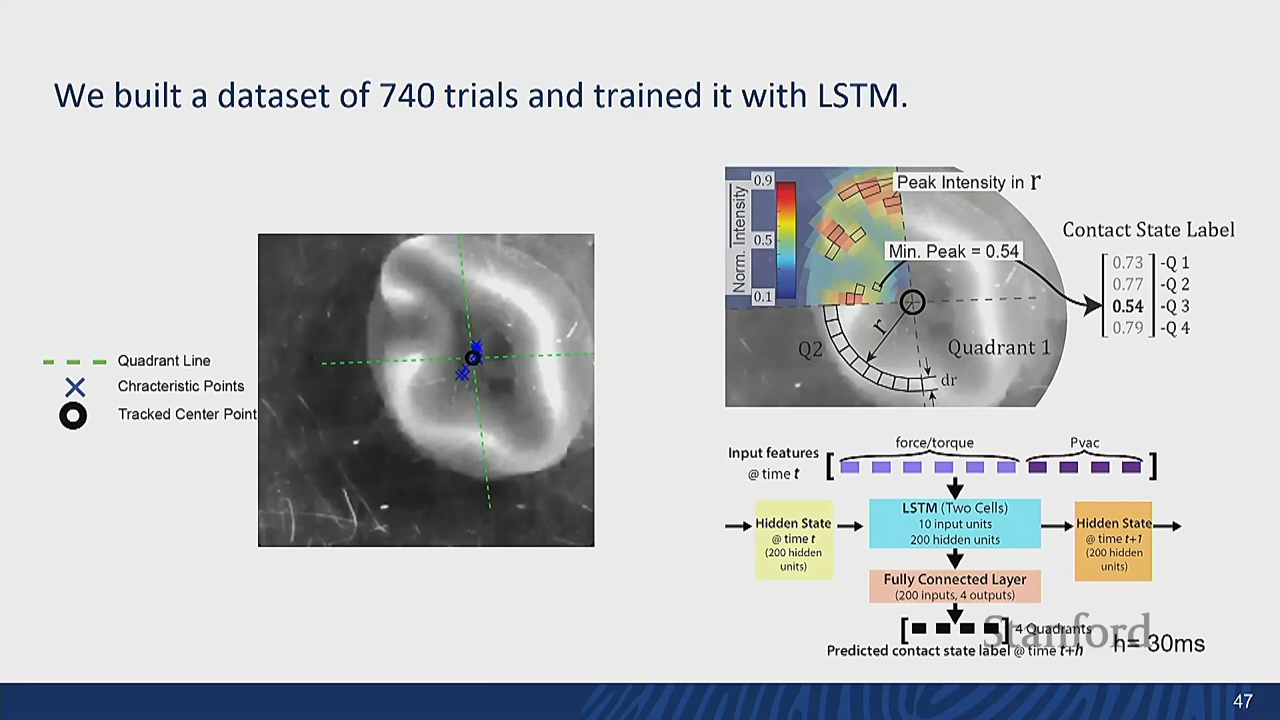 We built a dataset of 740 trials and trained it with LSTM.
Quadrant Line
Chracteristic Points
Tracked Center Point
Norm. Intensity
0.9
0.5
0.1
Peak Intensity in r
Min. Peak = 0.54
Q2
r
Quadrant 1
dr
Contact State Label
0.73 -Q 1
0.77 -Q 2
0.54 -Q 3
0.79 -Q 4
Input features
@ time t
force/torque
Pvac
[ ]
Hidden State
@ time t
(200 hidden
units)
LSTM (Two Cells)
10 input units
200 hidden units
Hidden State
@ time t+1
(200 hidden
units)
Fully Connected Layer
(200 inputs, 4 outputs)
[ ] 4 Quadrants
Predicted contact state label @ time t+h
Stanford
h= 30ms
47